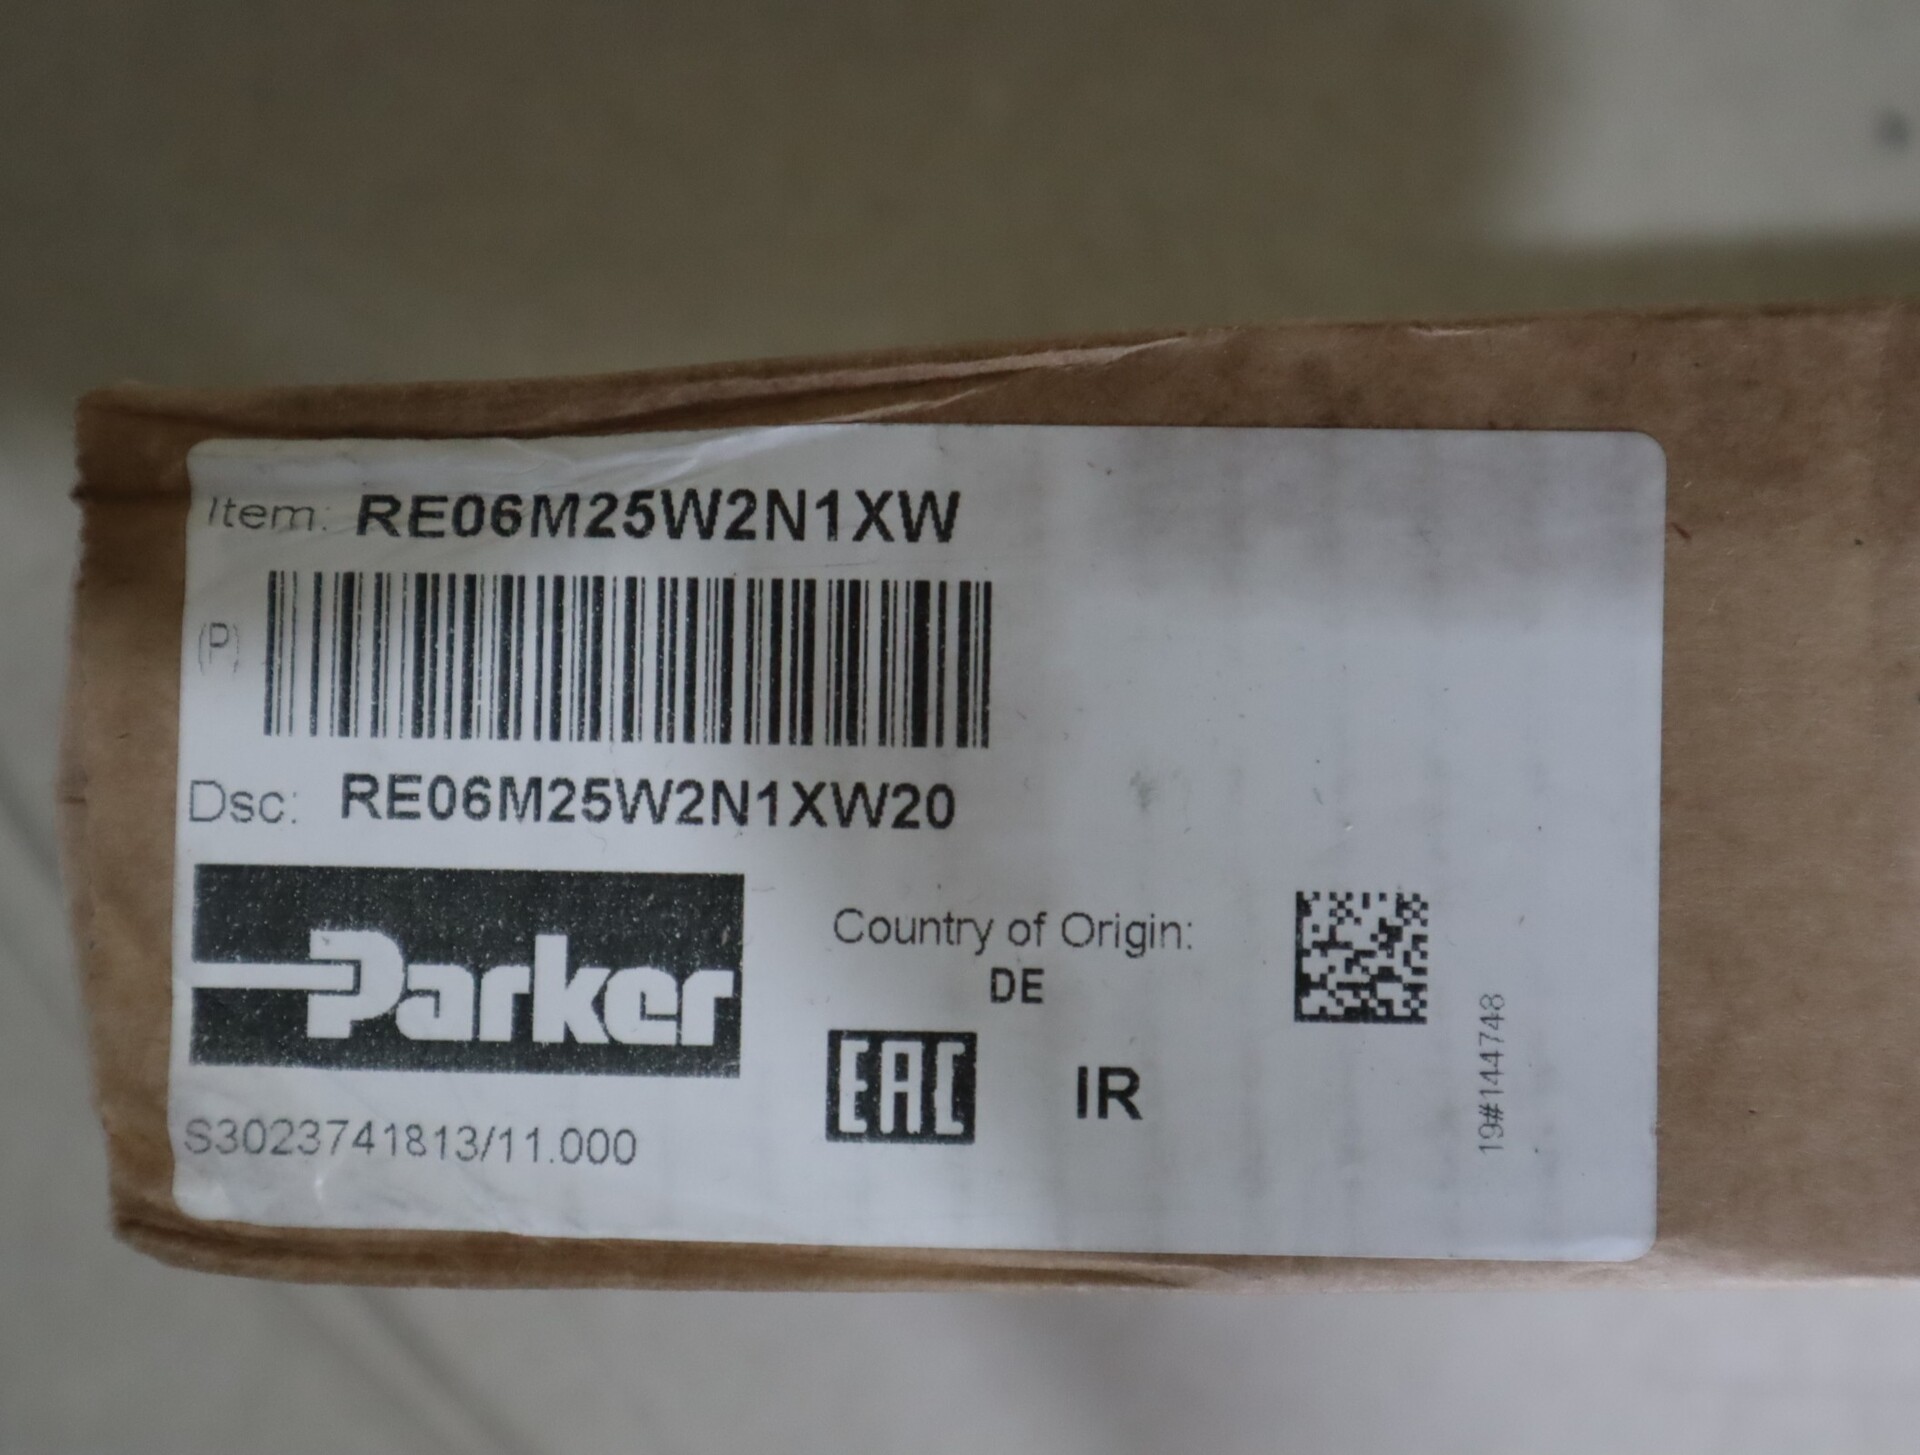 Item: RE06M25W2N1XW
(P)
Dsc: RE06M25W2N1XW20
Parker
Country of Origin:
DE
EAC
IR
S3023741813/11.000
19#144748